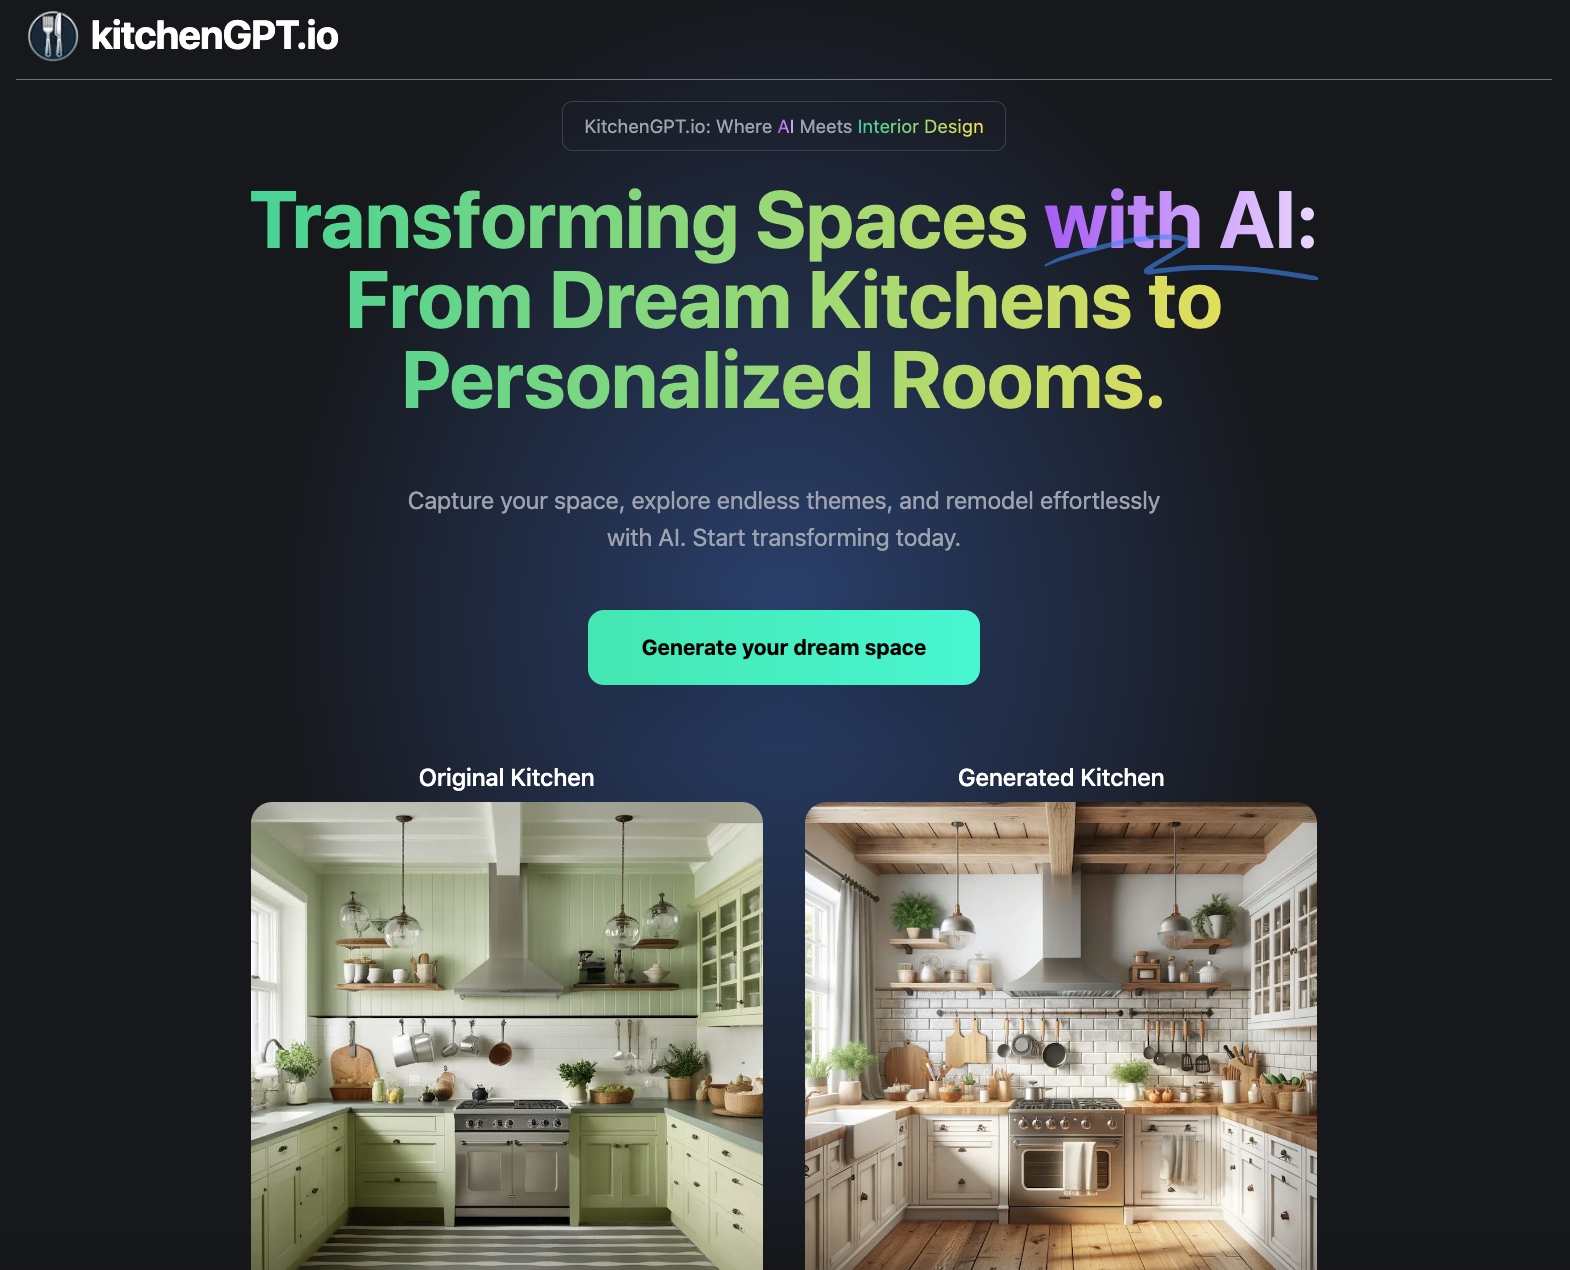 kitchenGPT.io
KitchenGPT.io: Where AI Meets Interior Design
Transforming Spaces with AI:
From Dream Kitchens to
Personalized Rooms.
Capture your space, explore endless themes, and remodel effortlessly
with AI. Start transforming today.
Generate your dream space
Original Kitchen
Generated Kitchen